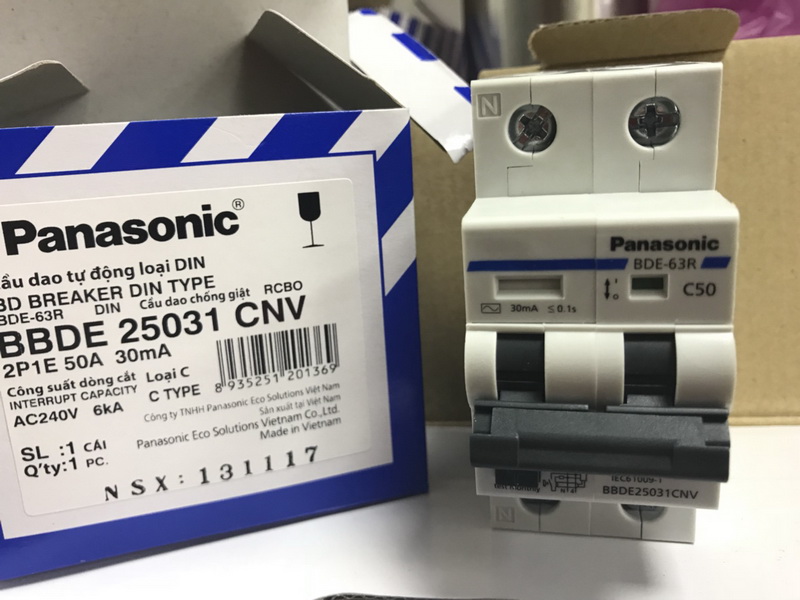 Panasonic®
Cầu dao tự động loại DIN
BD BREAKER DIN TYPE
BDE-63R DIN Cầu dao chống giật RCBO
BBDE 25031 CNV
2P1E 50A 30mA
Công suất dòng cắt Loại C
INTERRUPT CAPACITY C TYPE
AC240V 6kA
8 935251 201369
Công ty TNHH Panasonic Eco Solutions Việt Nam
Sản xuất tại Việt Nam
Panasonic Eco Solutions Vietnam Co.,Ltd.
Made in Vietnam
SL :1 CÁI
Q'ty:1 PC.
NSX: 131117
N
Panasonic
BDE-63R
30mA ≤0.1s
C50
IEC61009-1
BBDE25031CNV
N